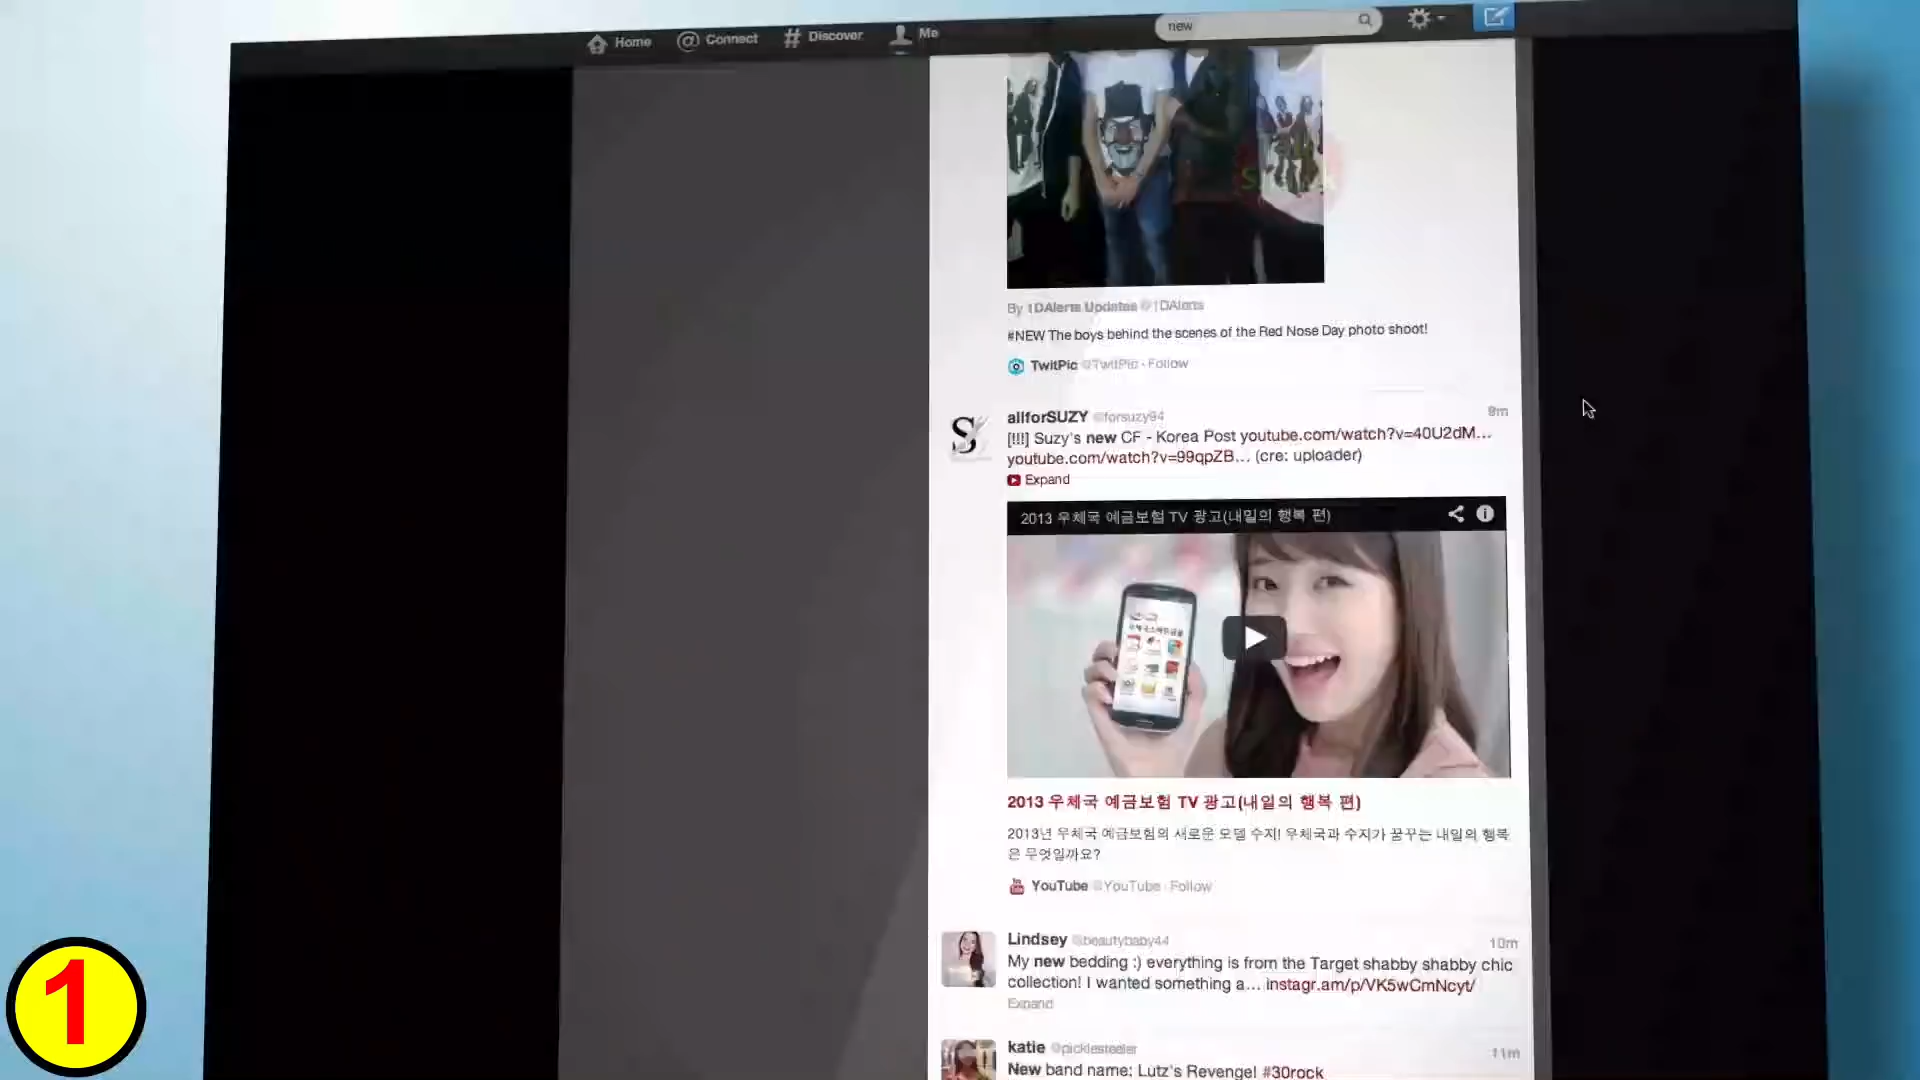 Home Connect Discover Me new
By 1DAlerts Updates @1DAlerts
#NEW The boys behind the scenes of the Red Nose Day photo shoot!
TwitPic @TwitPic · Follow
allforSUZY @forsuzy94 9m
[!!!] Suzy's new CF - Korea Post youtube.com/watch?v=40U2dM...
youtube.com/watch?v=99qpZB... (cre: uploader)
Expand
2013 우체국 예금보험 TV 광고(내일의 행복 편)
2013 우체국 예금보험 TV 광고(내일의 행복 편)
2013년 우체국 예금보험의 새로운 모델 수지! 우체국과 수지가 꿈꾸는 내일의 행복
은 무엇일까요?
YouTube @YouTube · Follow
Lindsey @beautybaby44 10m
My new bedding :) everything is from the Target shabby shabby chic
collection! I wanted something a... instagr.am/p/VK5wCmNcyt/
Expand
katie @picklesteeler 11m
New band name: Lutz's Revenge! #30rock
1